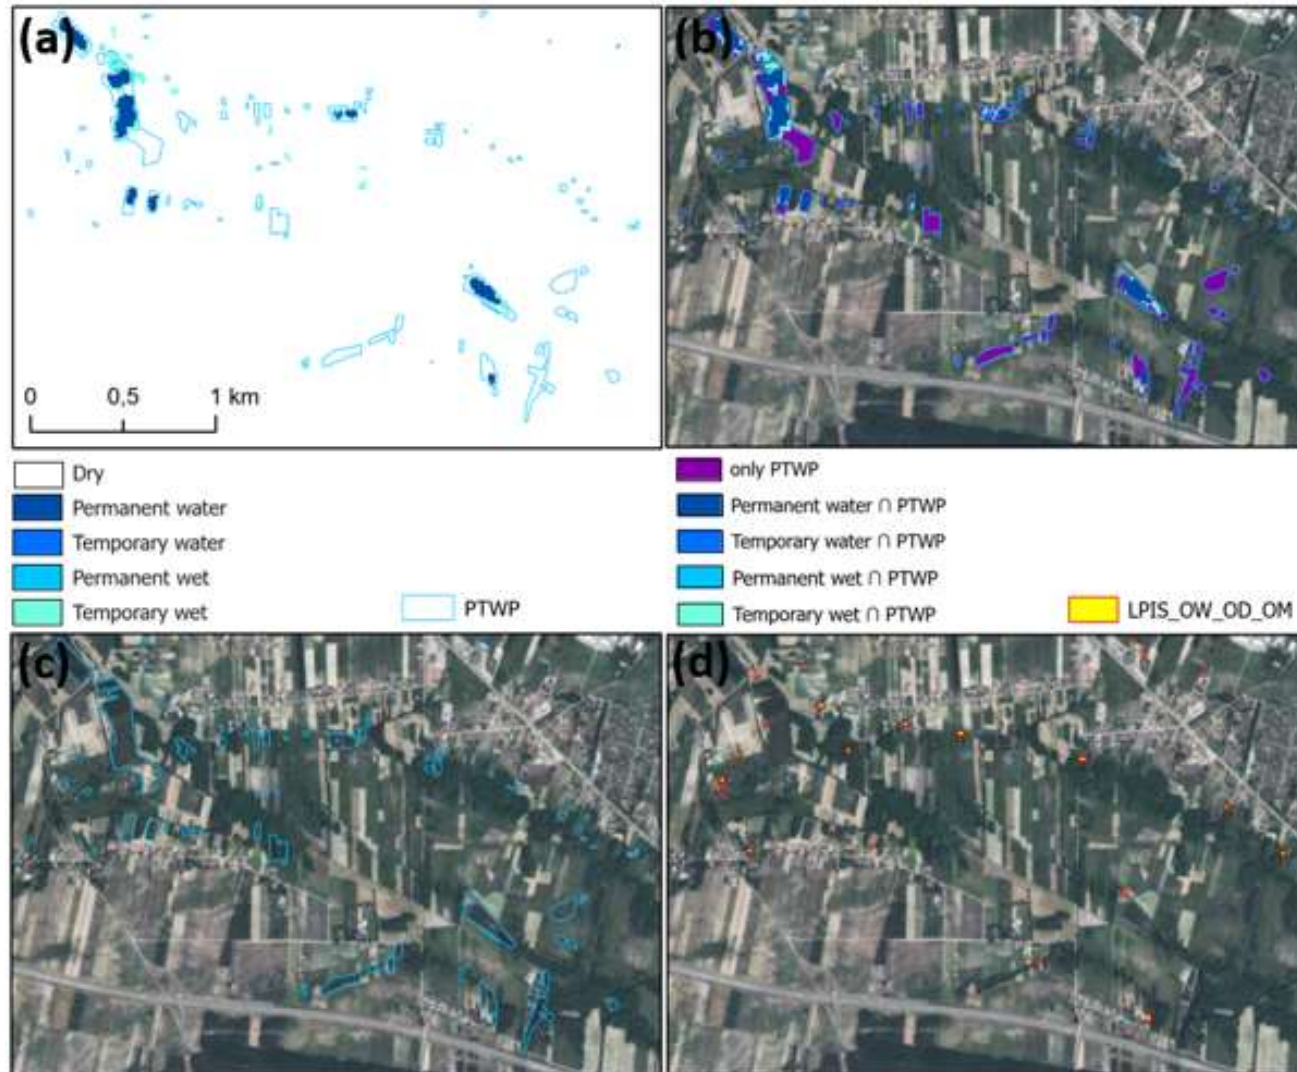 (a)
(b)
0 0,5 1 km
Dry
Permanent water
Temporary water
Permanent wet
Temporary wet
PTWP
only PTWP
Permanent water ∩ PTWP
Temporary water ∩ PTWP
Permanent wet ∩ PTWP
Temporary wet ∩ PTWP
LPIS_OW_OD_OM
(c)
(d)